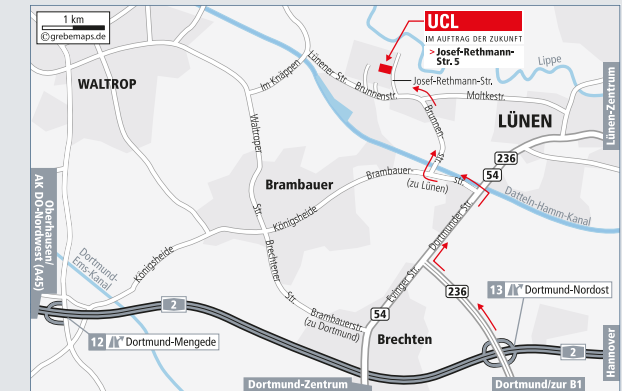 1 km
©grebemaps.de
UCL
IM AUFTRAG DER ZUKUNFT
> Josef-Rethmann-
Str. 5
Josef-Rethmann-Str.
Lippe
WALTROP
Im Knäppen
Lünener Str.
Brunnenstr.
Moltkestr.
LÜNEN
Lünen-Zentrum
Waltroper
Str.
Brunnen-
str.
236
54
Brambauer
Brambauer
(zu Lünen)
str.
Datteln-Hamm-Kanal
Oberhausen/
AK DO-Nordwest (A45)
Königsheide
Dortmunder Str.
Dortmund-
Ems-Kanal
Königsheide
Brechtener
Str.
Evinger Str.
236
13 Dortmund-Nordost
2
Brambauerstr.
(zu Dortmund)
54
12 Dortmund-Mengede
Brechten
2
Hannover
Dortmund-Zentrum
Dortmund/zur B1